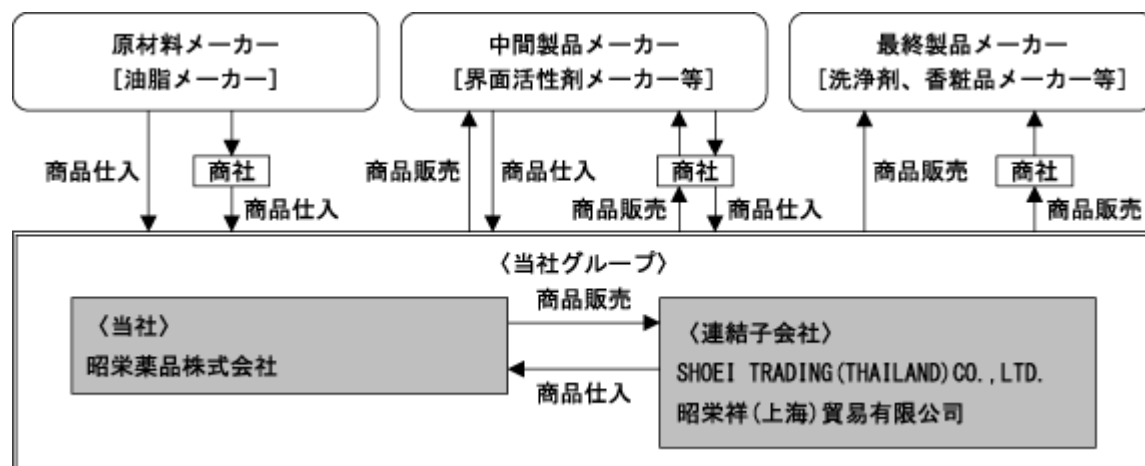 原材料メーカー
[油脂メーカー]
中間製品メーカー
[界面活性剤メーカー等]
最終製品メーカー
[洗浄剤、香粧品メーカー等]
商品仕入
商社
商品仕入
商品販売
商品仕入
商社
商品販売
商品仕入
商品販売
商社
商品販売
〈当社グループ〉
商品販売
〈当社〉
昭栄薬品株式会社
商品仕入
〈連結子会社〉
SHOEI TRADING(THAILAND)CO.,LTD.
昭栄祥(上海)貿易有限公司